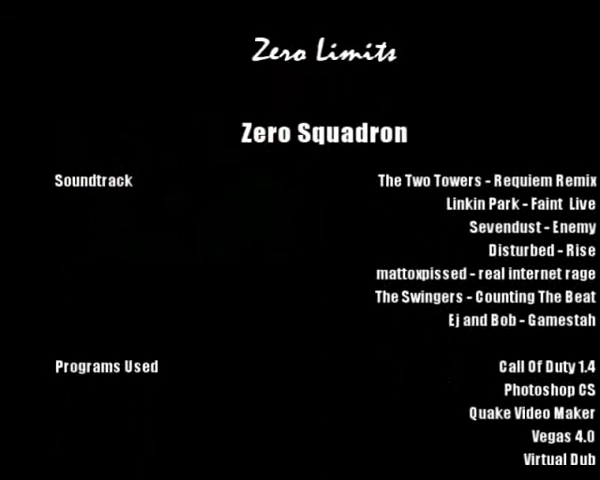 Zero Limits
Zero Squadron
Soundtrack The Two Towers - Requiem Remix
Linkin Park - Faint Live
Sevendust - Enemy
Disturbed - Rise
mattoxpissed - real internet rage
The Swingers - Counting The Beat
Ej and Bob - Gamestah
Programs Used Call Of Duty 1.4
Photoshop CS
Quake Video Maker
Vegas 4.0
Virtual Dub